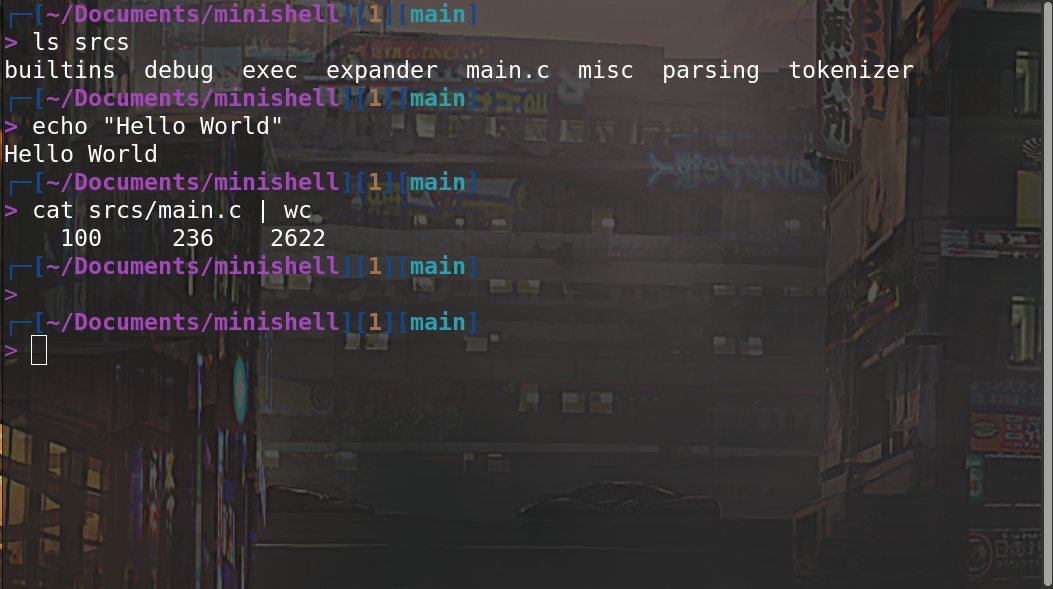 ┌─[~/Documents/minishell][1][main]
> ls srcs
builtins  debug  exec  expander  main.c  misc  parsing  tokenizer
┌─[~/Documents/minishell][1][main]
> echo "Hello World"
Hello World
┌─[~/Documents/minishell][1][main]
> cat srcs/main.c | wc
    100     236    2622
┌─[~/Documents/minishell][1][main]
>
┌─[~/Documents/minishell][1][main]
>